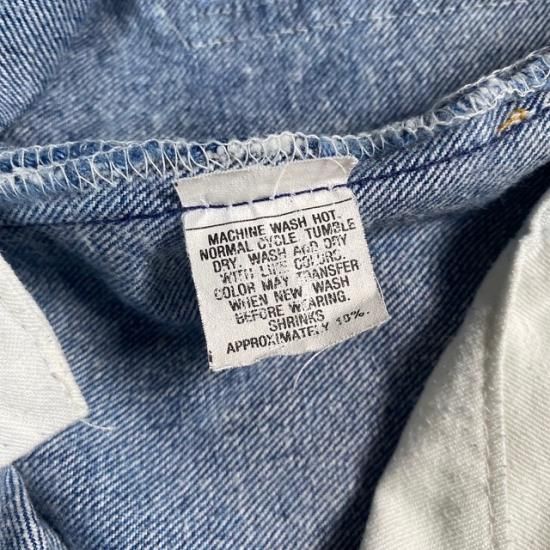 MACHINE WASH HOT.
NORMAL CYCLE TUMBLE
DRY. WASH AND DRY
WITH LIKE COLORS.
COLOR MAY TRANSFER
WHEN NEW WASH
BEFORE WEARING.
SHRINKS
APPROXIMATELY 10%.